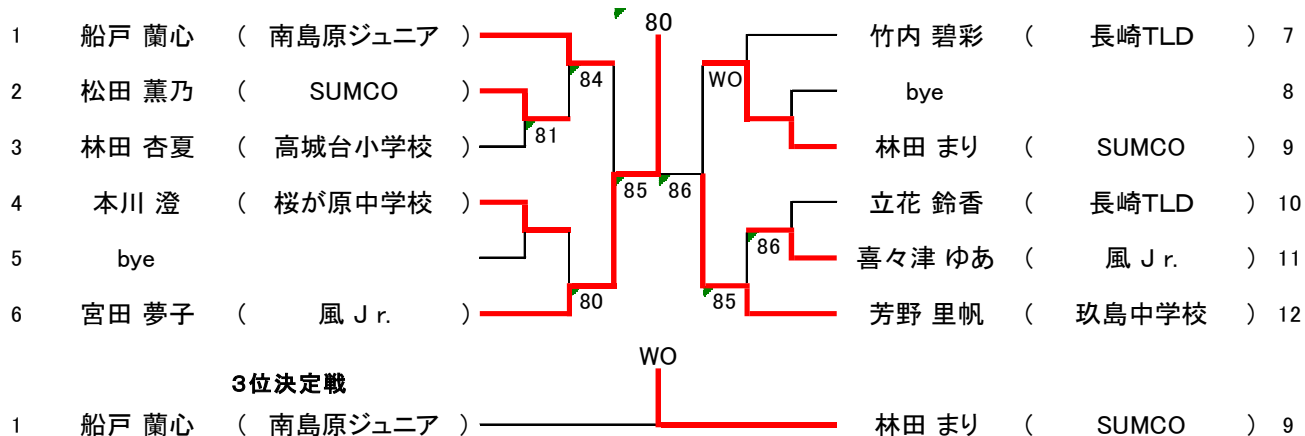 80
1 船戸 蘭心 ( 南島原ジュニア ) 竹内 碧彩 ( 長崎TLD ) 7
84 WO
2 松田 薫乃 ( SUMCO ) bye 8
81
3 林田 杏夏 ( 高城台小学校 ) 林田 まり ( SUMCO ) 9
85 86
4 本川 澄 ( 桜が原中学校 ) 立花 鈴香 ( 長崎TLD ) 10
86
5 bye 喜々津 ゆあ ( 風 J r. ) 11
80 85
6 宮田 夢子 ( 風 J r. ) 芳野 里帆 ( 玖島中学校 ) 12
WO
3位決定戦
1 船戸 蘭心 ( 南島原ジュニア ) 林田 まり ( SUMCO ) 9